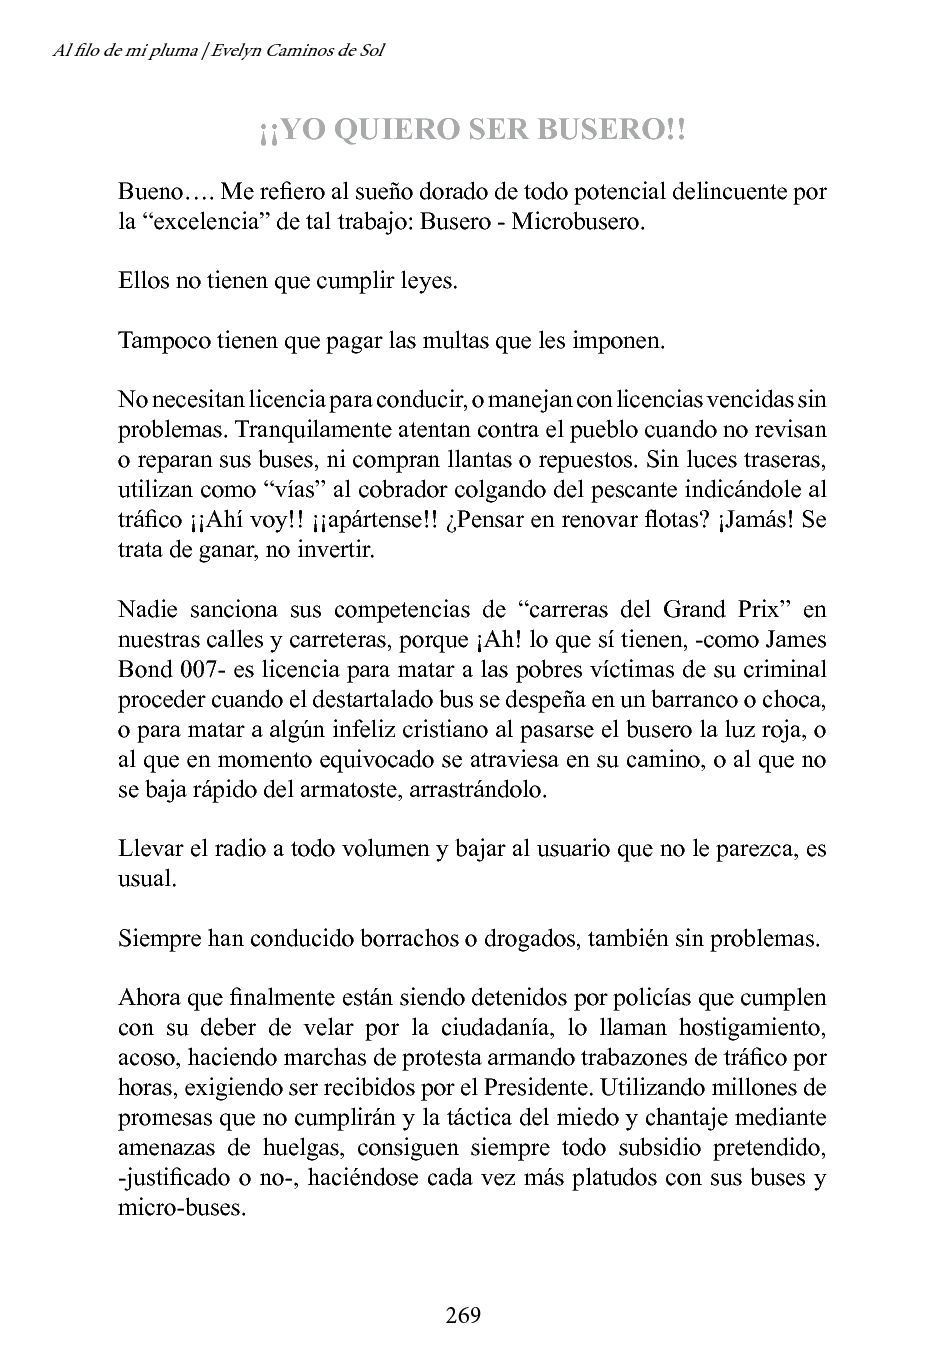 Al filo de mi pluma | Evelyn Caminos de Sol
¡¡YO QUIERO SER BUSERO!!
Bueno…. Me refiero al sueño dorado de todo potencial delincuente por
la “excelencia” de tal trabajo: Busero - Microbusero.
Ellos no tienen que cumplir leyes.
Tampoco tienen que pagar las multas que les imponen.
No necesitan licencia para conducir, o manejan con licencias vencidas sin
problemas. Tranquilamente atentan contra el pueblo cuando no revisan
o reparan sus buses, ni compran llantas o repuestos. Sin luces traseras,
utilizan como “vías” al cobrador colgando del pescante indicándole al
tráfico ¡¡Ahí voy!! ¡¡apártense!! ¿Pensar en renovar flotas? ¡Jamás! Se
trata de ganar, no invertir.
Nadie sanciona sus competencias de “carreras del Grand Prix” en
nuestras calles y carreteras, porque ¡Ah! lo que sí tienen, -como James
Bond 007- es licencia para matar a las pobres víctimas de su criminal
proceder cuando el destartalado bus se despeña en un barranco o choca,
o para matar a algún infeliz cristiano al pasarse el busero la luz roja, o
al que en momento equivocado se atraviesa en su camino, o al que no
se baja rápido del armatoste, arrastrándolo.
Llevar el radio a todo volumen y bajar al usuario que no le parezca, es
usual.
Siempre han conducido borrachos o drogados, también sin problemas.
Ahora que finalmente están siendo detenidos por policías que cumplen
con su deber de velar por la ciudadanía, lo llaman hostigamiento,
acoso, haciendo marchas de protesta armando trabazones de tráfico por
horas, exigiendo ser recibidos por el Presidente. Utilizando millones de
promesas que no cumplirán y la táctica del miedo y chantaje mediante
amenazas de huelgas, consiguen siempre todo subsidio pretendido,
-justificado o no-, haciéndose cada vez más platudos con sus buses y
micro-buses.
269